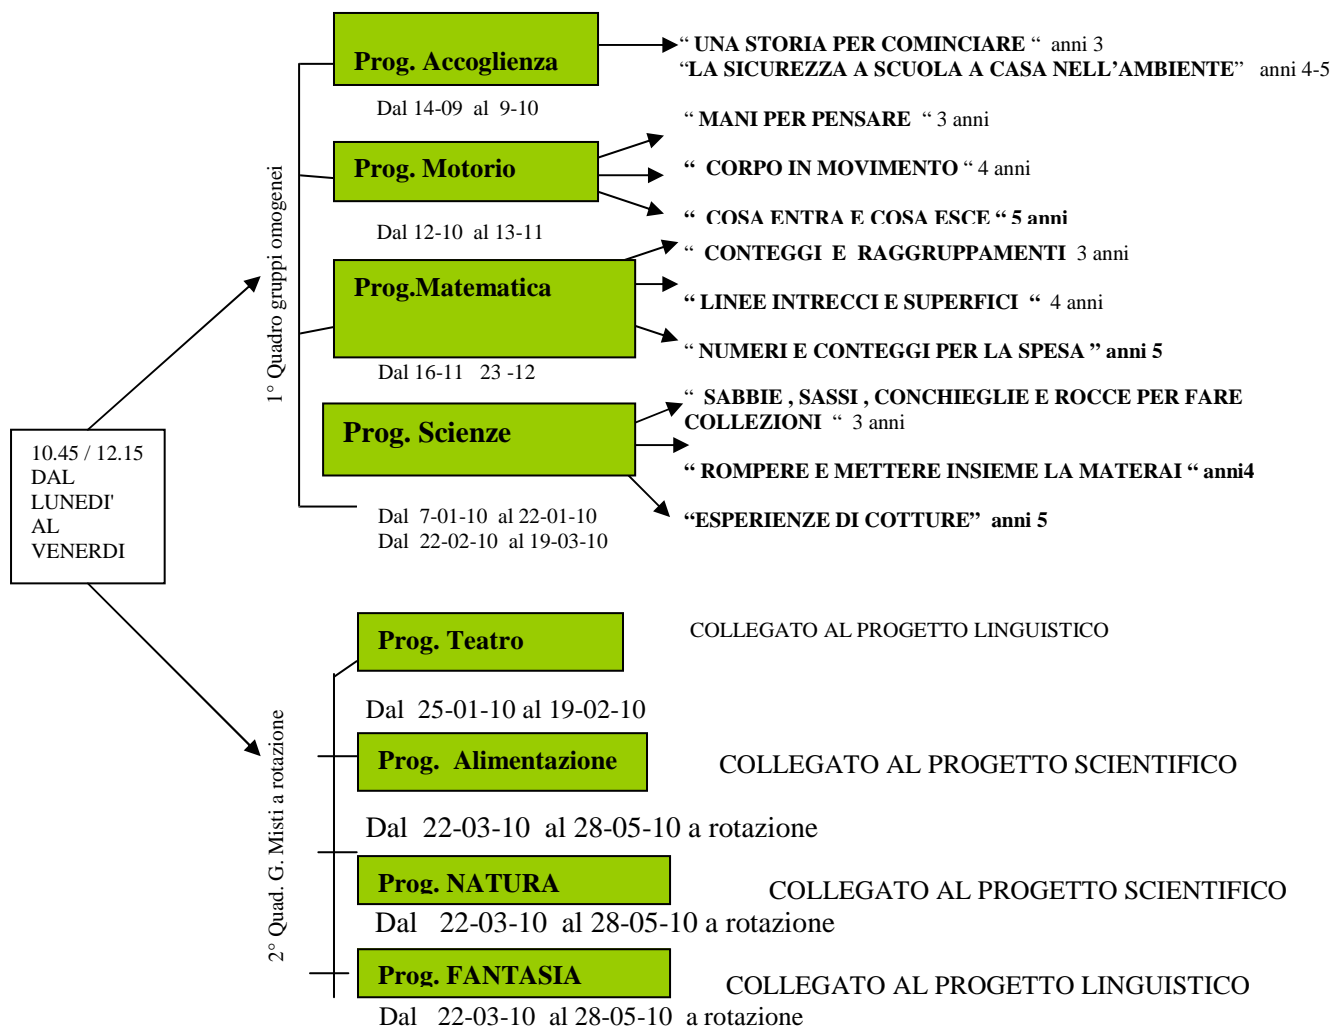 10.45 / 12.15
DAL
LUNEDI'
AL
VENERDI
1° Quadro gruppi omogenei
Prog. Accoglienza
“ UNA STORIA PER COMINCIARE “ anni 3
“LA SICUREZZA A SCUOLA A CASA NELL’AMBIENTE” anni 4-5
Dal 14-09 al 9-10
Prog. Motorio
“ MANI PER PENSARE “ 3 anni
“ CORPO IN MOVIMENTO “ 4 anni
“ COSA ENTRA E COSA ESCE “ 5 anni
Dal 12-10 al 13-11
Prog.Matematica
“ CONTEGGI E RAGGRUPPAMENTI 3 anni
“ LINEE INTRECCI E SUPERFICI “ 4 anni
“ NUMERI E CONTEGGI PER LA SPESA ” anni 5
Dal 16-11 23 -12
Prog. Scienze
“ SABBIE , SASSI , CONCHIEGLIE E ROCCE PER FARE
COLLEZIONI “ 3 anni
“ ROMPERE E METTERE INSIEME LA MATERAI “ anni4
“ESPERIENZE DI COTTURE” anni 5
Dal 7-01-10 al 22-01-10
Dal 22-02-10 al 19-03-10
2° Quad. G. Misti a rotazione
Prog. Teatro
COLLEGATO AL PROGETTO LINGUISTICO
Dal 25-01-10 al 19-02-10
Prog. Alimentazione
COLLEGATO AL PROGETTO SCIENTIFICO
Dal 22-03-10 al 28-05-10 a rotazione
Prog. NATURA
COLLEGATO AL PROGETTO SCIENTIFICO
Dal 22-03-10 al 28-05-10 a rotazione
Prog. FANTASIA
COLLEGATO AL PROGETTO LINGUISTICO
Dal 22-03-10 al 28-05-10 a rotazione